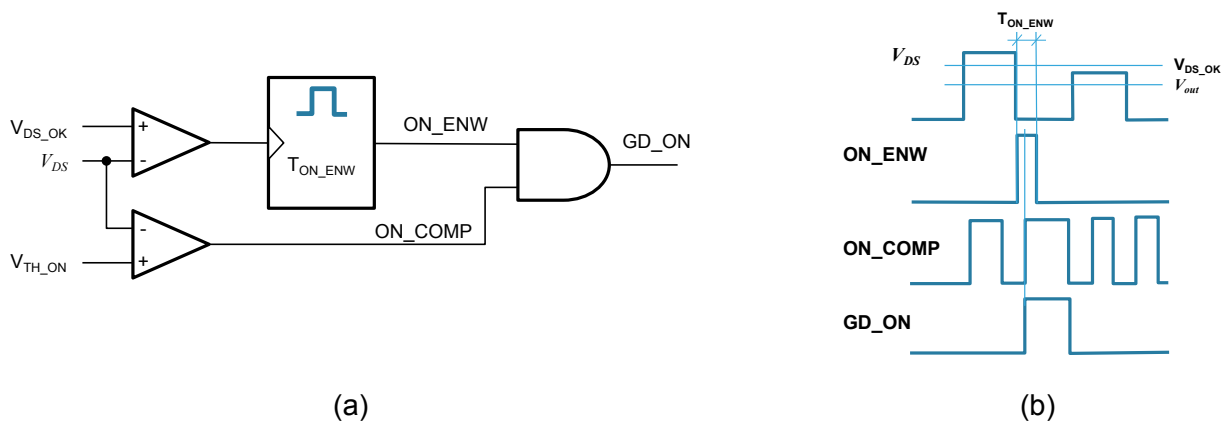 V_DS_OK
V_DS
V_TH_ON
+
-
-
+
T_ON_ENW
ON_ENW
ON_COMP
GD_ON
(a)
T_ON_ENW
V_DS
V_DS_OK
V_out
ON_ENW
ON_COMP
GD_ON
(b)